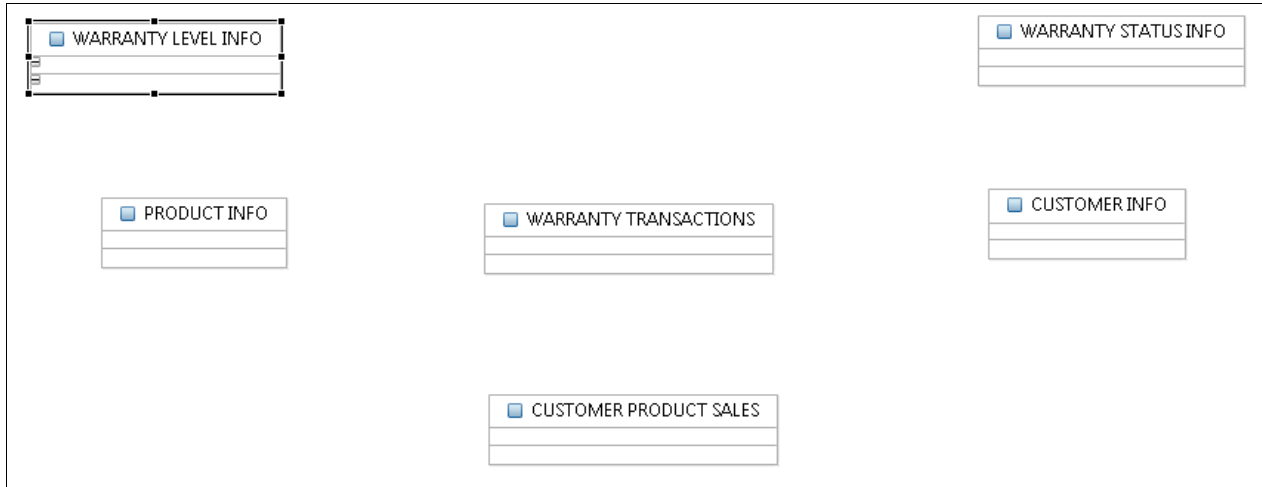 WARRANTY LEVEL INFO
WARRANTY STATUS INFO
PRODUCT INFO
WARRANTY TRANSACTIONS
CUSTOMER INFO
CUSTOMER PRODUCT SALES